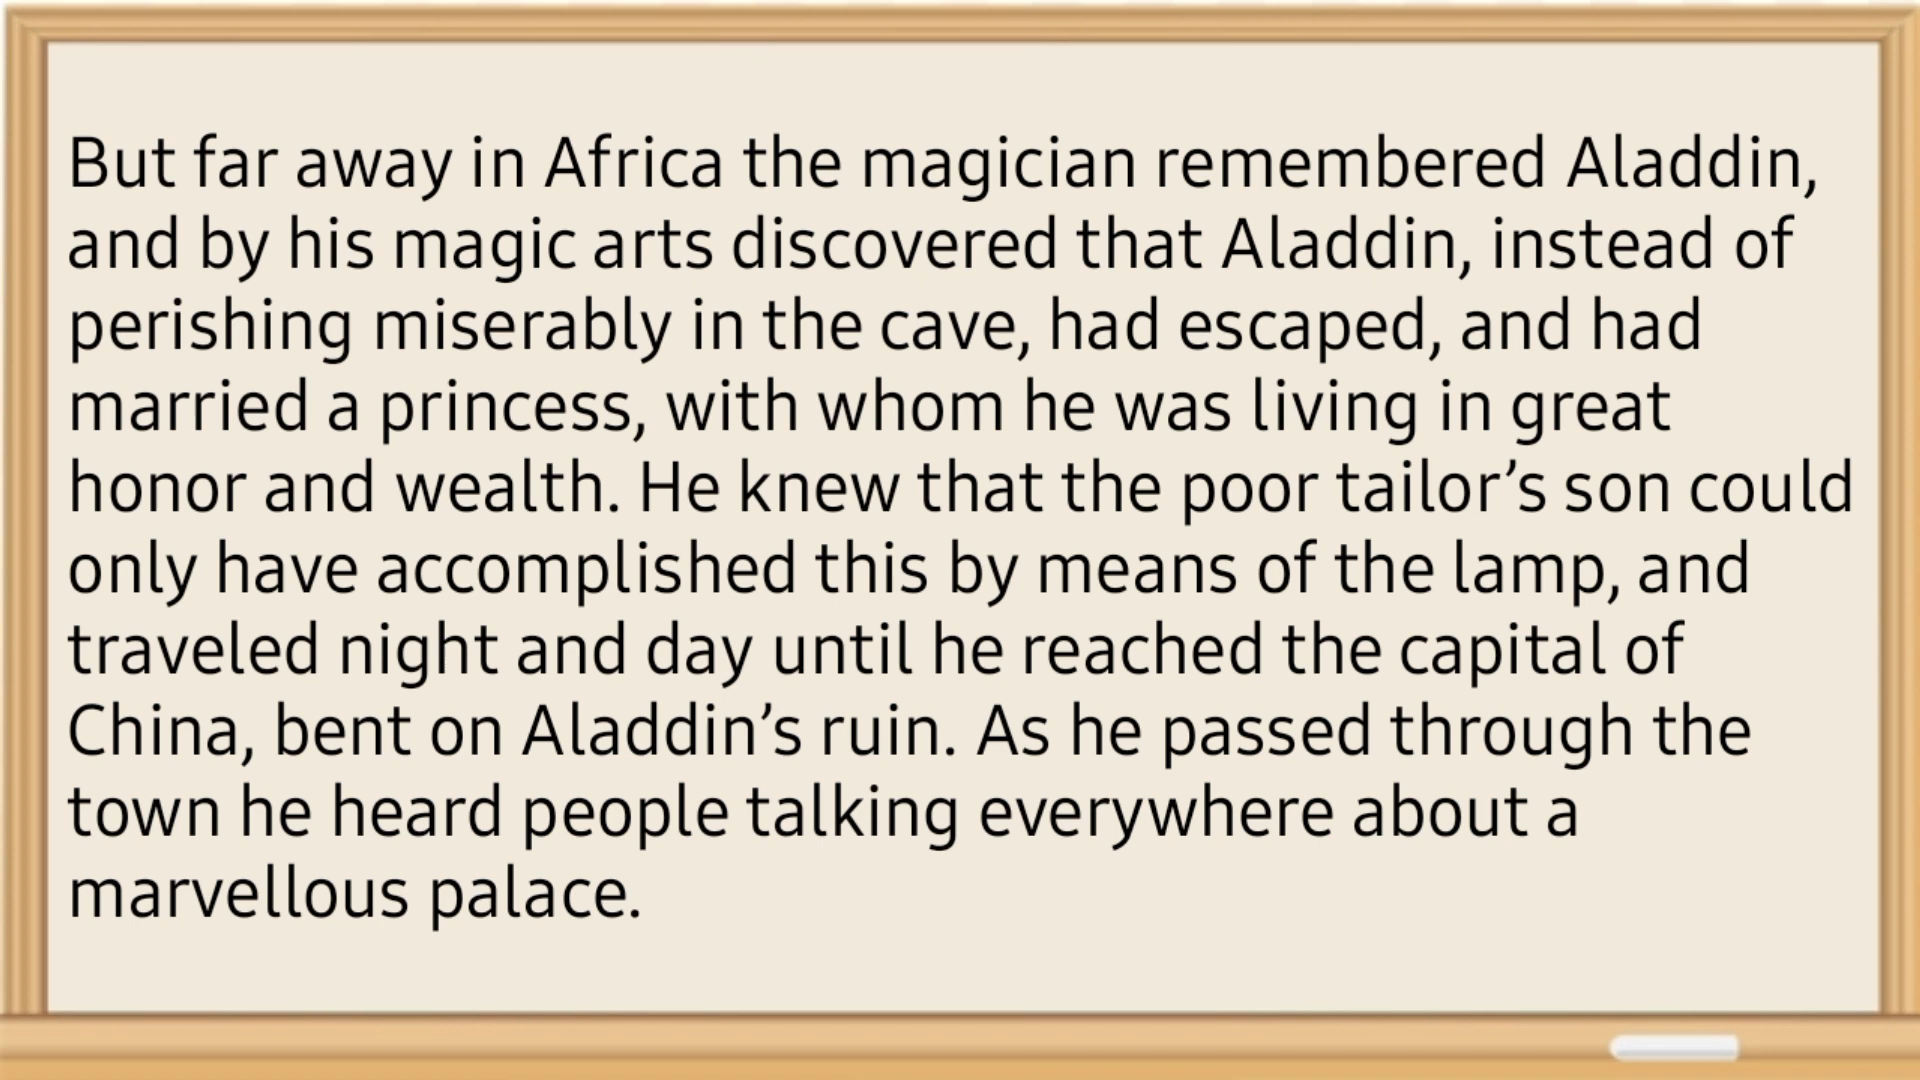 But far away in Africa the magician remembered Aladdin,
and by his magic arts discovered that Aladdin, instead of
perishing miserably in the cave, had escaped, and had
married a princess, with whom he was living in great
honor and wealth. He knew that the poor tailor’s son could
only have accomplished this by means of the lamp, and
traveled night and day until he reached the capital of
China, bent on Aladdin’s ruin. As he passed through the
town he heard people talking everywhere about a
marvellous palace.